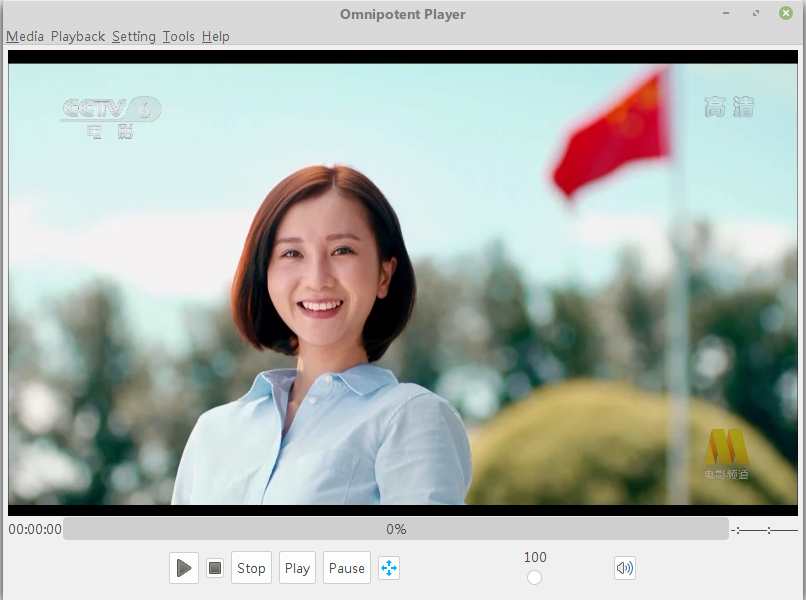 Omnipotent Player
Media Playback Setting Tools Help
CCTV 6 高清
电影
电影频道
00:00:00 0% -:--:--
100
Stop Play Pause